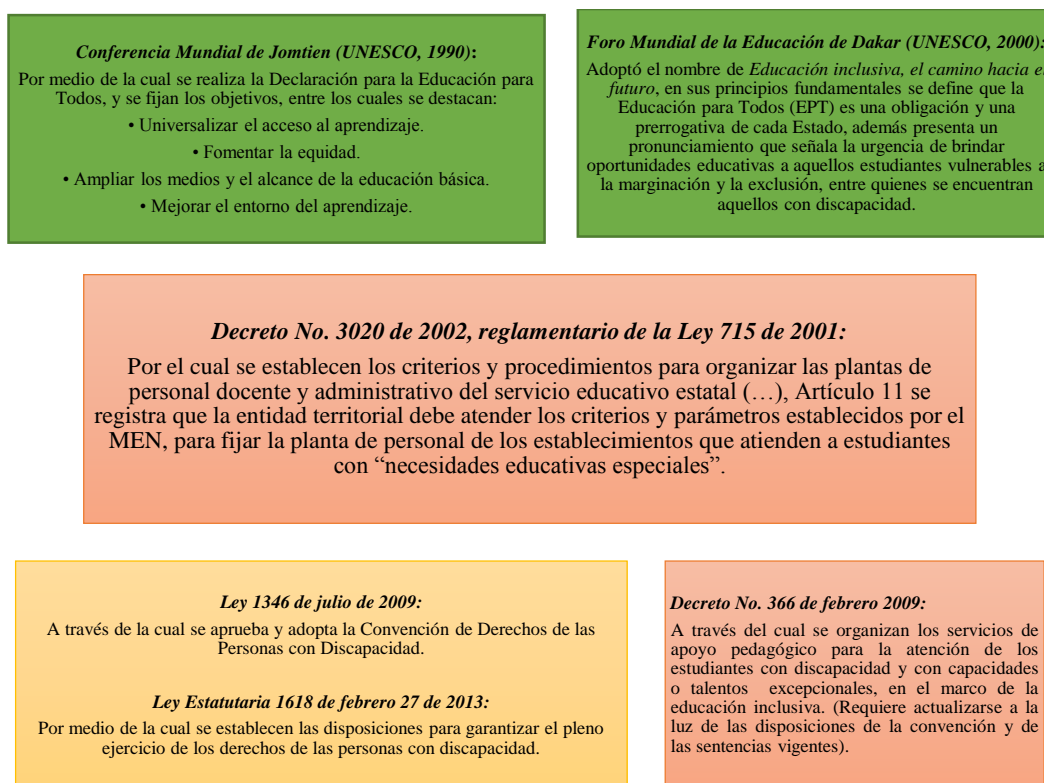 Conferencia Mundial de Jomtien (UNESCO, 1990):
Por medio de la cual se realiza la Declaración para la Educación para
Todos, y se fijan los objetivos, entre los cuales se destacan:
• Universalizar el acceso al aprendizaje.
• Fomentar la equidad.
• Ampliar los medios y el alcance de la educación básica.
• Mejorar el entorno del aprendizaje.
Foro Mundial de la Educación de Dakar (UNESCO, 2000):
Adoptó el nombre de Educación inclusiva, el camino hacia e
futuro, en sus principios fundamentales se define que la
Educación para Todos (EPT) es una obligación y una
prerrogativa de cada Estado, además presenta un
pronunciamiento que señala la urgencia de brindar
oportunidades educativas a aquellos estudiantes vulnerables a
la marginación y la exclusión, entre quienes se encuentran
aquellos con discapacidad.
Decreto No. 3020 de 2002, reglamentario de la Ley 715 de 2001:
Por el cual se establecen los criterios y procedimientos para organizar las plantas de
personal docente y administrativo del servicio educativo estatal (…), Artículo 11 se
registra que la entidad territorial debe atender los criterios y parámetros establecidos por el
MEN, para fijar la planta de personal de los establecimientos que atienden a estudiantes
con “necesidades educativas especiales”.
Ley 1346 de julio de 2009:
A través de la cual se aprueba y adopta la Convención de Derechos de las
Personas con Discapacidad.
Ley Estatutaria 1618 de febrero 27 de 2013:
Por medio de la cual se establecen las disposiciones para garantizar el pleno
ejercicio de los derechos de las personas con discapacidad.
Decreto No. 366 de febrero 2009:
A través del cual se organizan los servicios de
apoyo pedagógico para la atención de los
estudiantes con discapacidad y con capacidades
o talentos excepcionales, en el marco de la
educación inclusiva. (Requiere actualizarse a la
luz de las disposiciones de la convención y de
las sentencias vigentes).